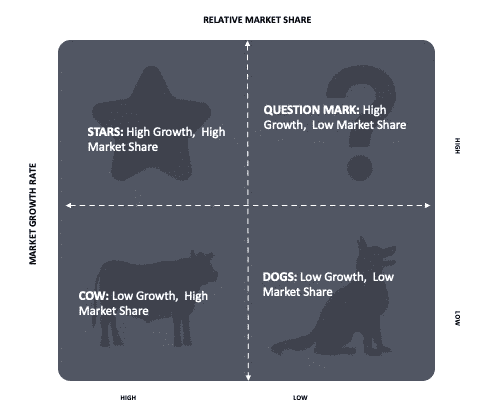 RELATIVE MARKET SHARE
STARS: High Growth, High
Market Share
QUESTION MARK: High
Growth, Low Market Share
HIGH
MARKET GROWTH RATE
COW: Low Growth, High
Market Share
DOGS: Low Growth, Low
Market Share
LOW
HIGH
LOW